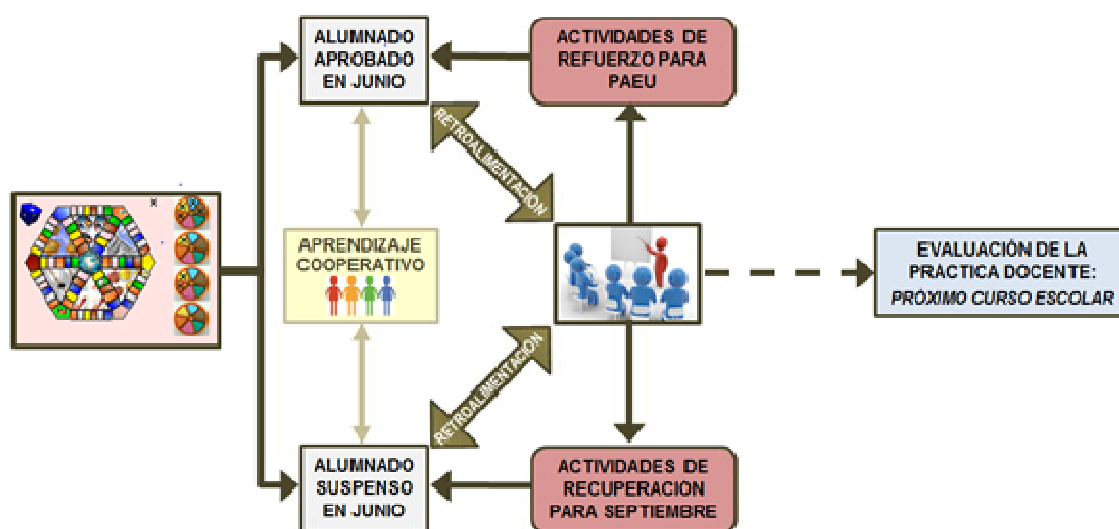 ALUMNADO
APROBADO
EN JUNIO
ACTIVIDADES DE
REFUERZO PARA
PAEU
RETROALIMENTACIÓN
APRENDIZAJE
COOPERATIVO
EVALUACIÓN DE LA
PRÁCTICA DOCENTE:
PRÓXIMO CURSO ESCOLAR
RETROALIMENTACIÓN
ALUMNADO
SUSPENSO
EN JUNIO
ACTIVIDADES DE
RECUPERACIÓN
PARA SEPTIEMBRE